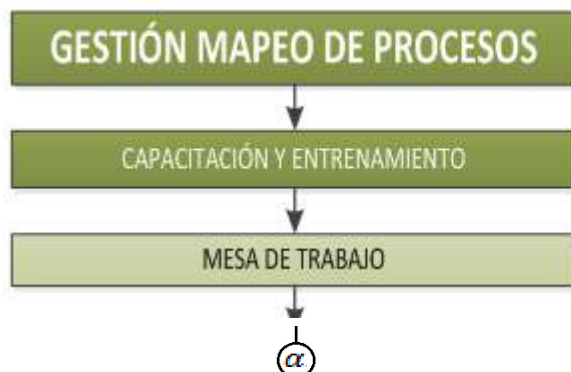 GESTIÓN MAPEO DE PROCESOS
CAPACITACIÓN Y ENTRENAMIENTO
MESA DE TRABAJO
α